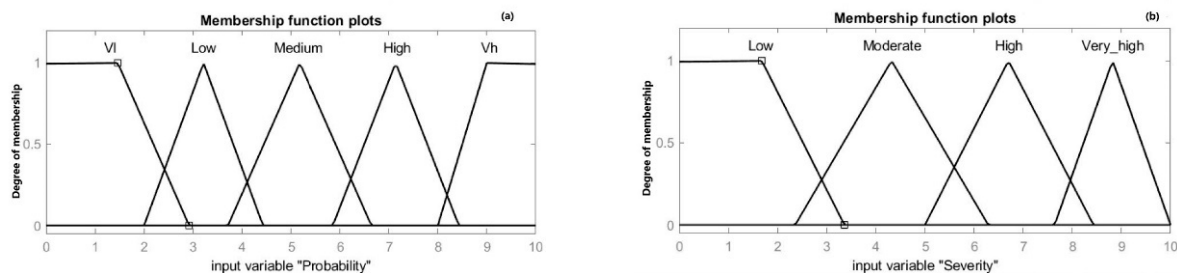 Membership function plots (a)
Vl Low Medium High Vh
1
0.5
0
Degree of membership
0 1 2 3 4 5 6 7 8 9 10
input variable "Probability"
Membership function plots (b)
Low Moderate High Very_high
1
0.5
0
Degree of membership
0 1 2 3 4 5 6 7 8 9 10
input variable "Severity"